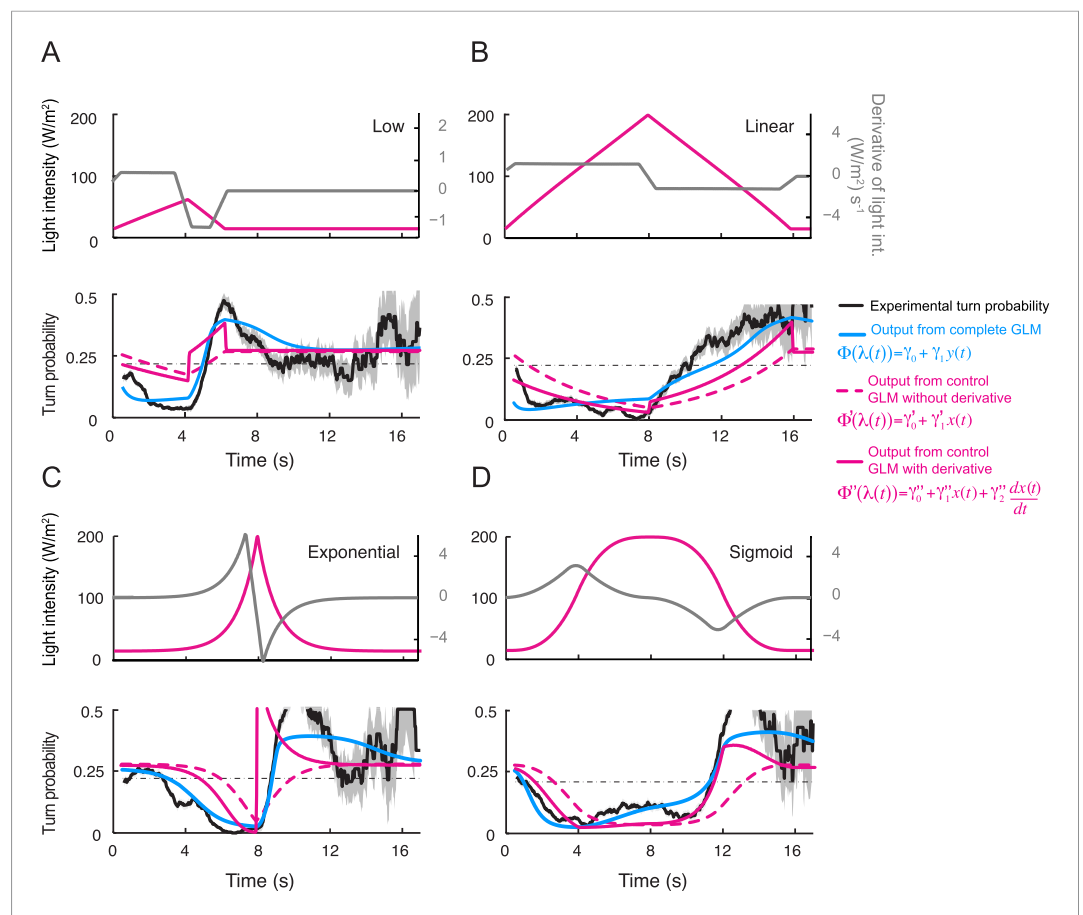 A
B
Light intensity (W/m²)
200
100
0
Low
2
1
0
−1
200
100
0
Linear
4
0
−4
Derivative of light int.
(W/m²) s⁻¹
Turn probability
0.5
0.25
0
0
4
8
12
16
Time (s)
0.5
0.25
0
0
4
8
12
16
Time (s)
Experimental turn probability
Output from complete GLM
Φ(λ(t))=γ₀+ γ₁y(t)
Output from control
GLM without derivative
Φ'(λ(t))=γ'₀+ γ'₁x(t)
Output from control
GLM with derivative
Φ''(λ(t))=γ''₀+γ''₁x(t)+γ''₂ dx(t)/dt
C
D
Light intensity (W/m²)
200
100
0
Exponential
4
0
−4
200
100
0
Sigmoid
4
0
−4
Turn probability
0.5
0.25
0
0
4
8
12
16
Time (s)
0.5
0.25
0
0
4
8
12
16
Time (s)